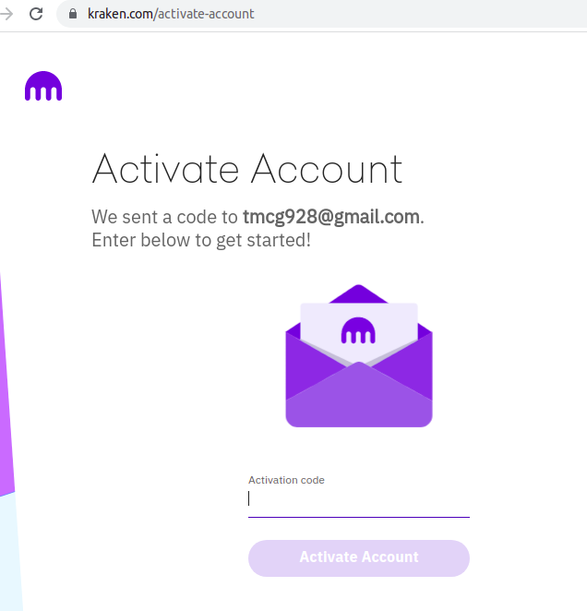 kraken.com/activate-account
Activate Account
We sent a code to tmcg928@gmail.com.
Enter below to get started!
Activation code
Activate Account